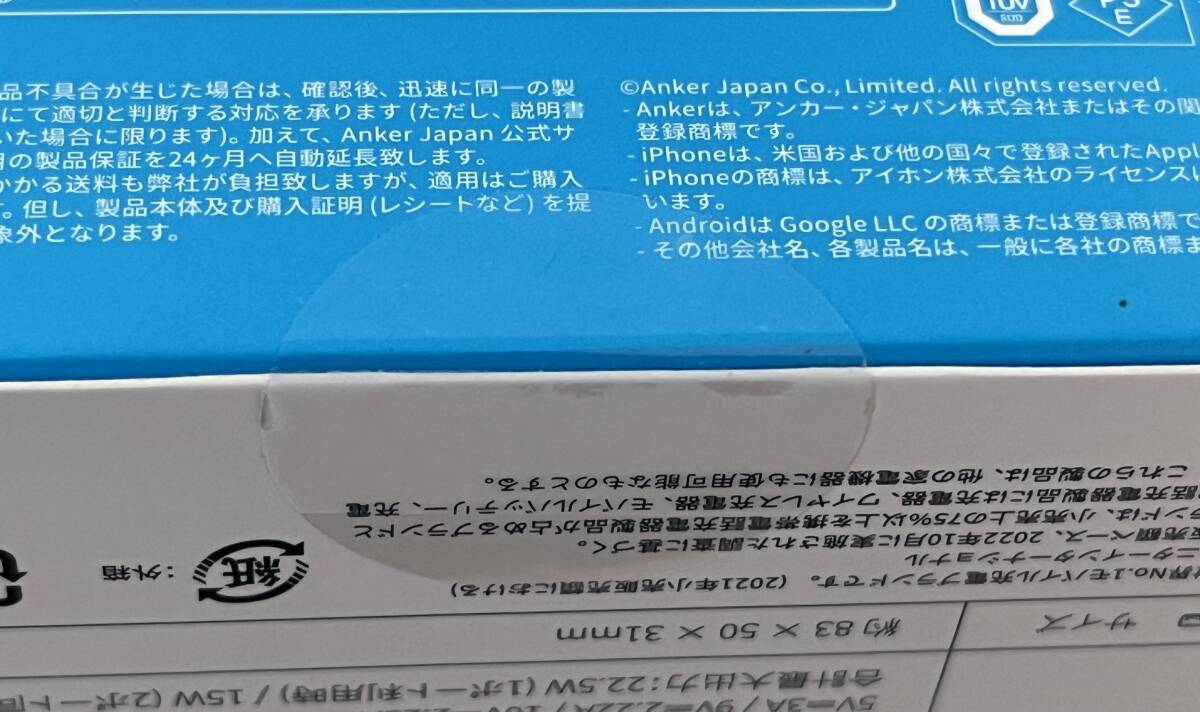 TÜV
PS
E
品不具合が生じた場合は、確認後、迅速に同一の製
にて適切と判断する対応を承ります (ただし、説明書
いた場合に限ります)。加えて、Anker Japan 公式サ
の製品保証を24ヶ月へ自動延長致します。
かかる送料も弊社が負担致しますが、適用はご購入
。但し、製品本体及び購入証明 (レシートなど) を提
象外となります。
©Anker Japan Co., Limited. All rights reserved.
- Ankerは、アンカー・ジャパン株式会社またはその関
登録商標です。
- iPhoneは、米国および他の国々で登録されたAppl
- iPhoneの商標は、アイホン株式会社のライセンスに
います。
- Androidは Google LLC の商標または登録商標で
- その他会社名、各製品名は、一般に各社の商標ま
5V=3A / 9V=2.22A /
合計最大出力:22.5W (1ポート利用時) / 15W (2ポート同
サイズ
約 83 × 50 × 31mm
界No.1モバイル充電ブランドです。 (2021年小売販売額における)
ニターインターナショナル
売額ベース、2022年10月に実施された調査に基づく。
ランドは、小売売上の75%以上を携帯電話充電器製品が占めるブランドと
話充電器製品には充電器、ワイヤレス充電器、モバイルバッテリー、充電
これらの製品は、他の家電機器にも使用可能なものとする。
紙
:外箱